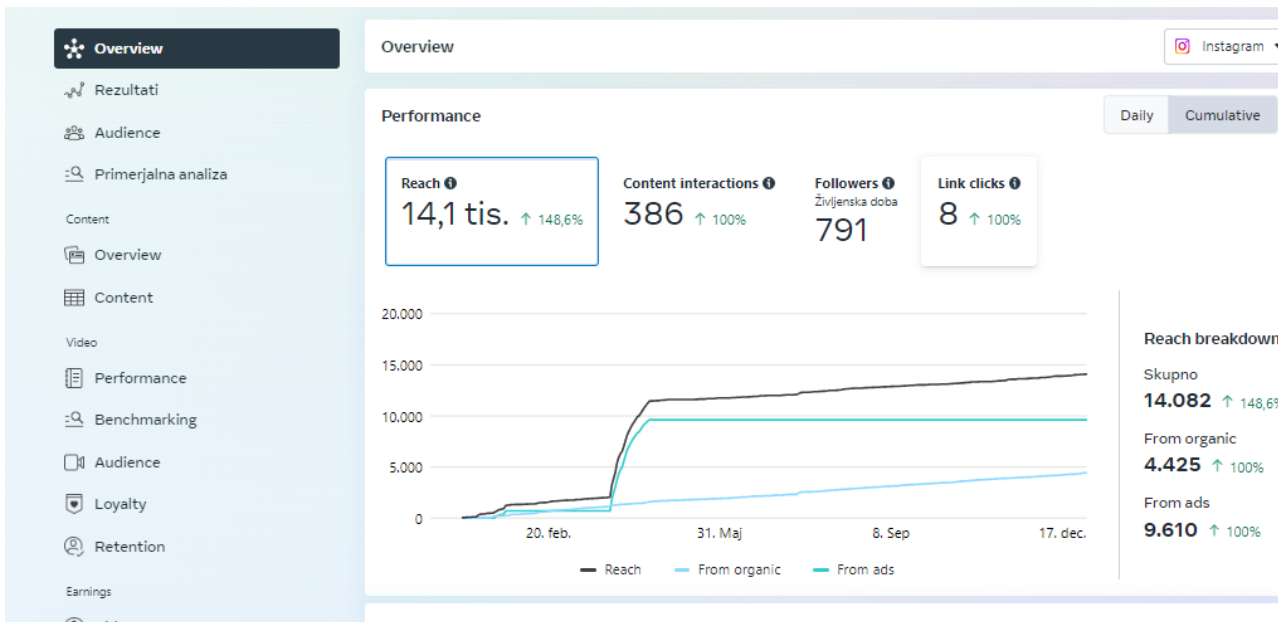 Overview
Rezultati
Audience
Primerjalna analiza
Content
Overview
Content
Video
Performance
Benchmarking
Audience
Loyalty
Retention
Earnings
Overview
Instagram
Performance
Daily
Cumulative
Reach
14,1 tis. ↑ 148,6%
Content interactions
386 ↑ 100%
Followers
Življenska doba
791
Link clicks
8 ↑ 100%
20.000
15.000
10.000
5.000
0
20. feb.
31. Maj
8. Sep
17. dec.
Reach
From organic
From ads
Reach breakdown
Skupno
14.082 ↑ 148,6%
From organic
4.425 ↑ 100%
From ads
9.610 ↑ 100%